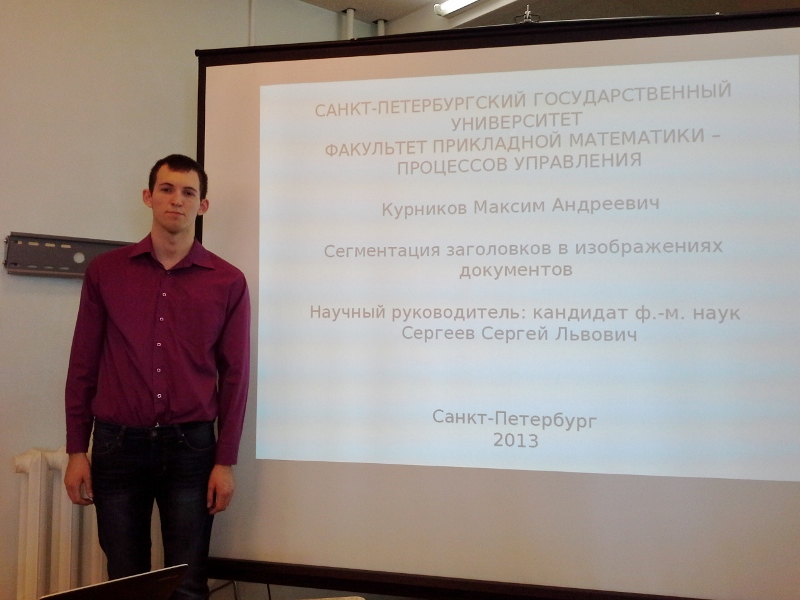 САНКТ-ПЕТЕРБУРГСКИЙ ГОСУДАРСТВЕННЫЙ
УНИВЕРСИТЕТ
ФАКУЛЬТЕТ ПРИКЛАДНОЙ МАТЕМАТИКИ –
ПРОЦЕССОВ УПРАВЛЕНИЯ
Курников Максим Андреевич
Сегментация заголовков в изображениях
документов
Научный руководитель: кандидат ф.-м. наук
Сергеев Сергей Львович
Санкт-Петербург
2013